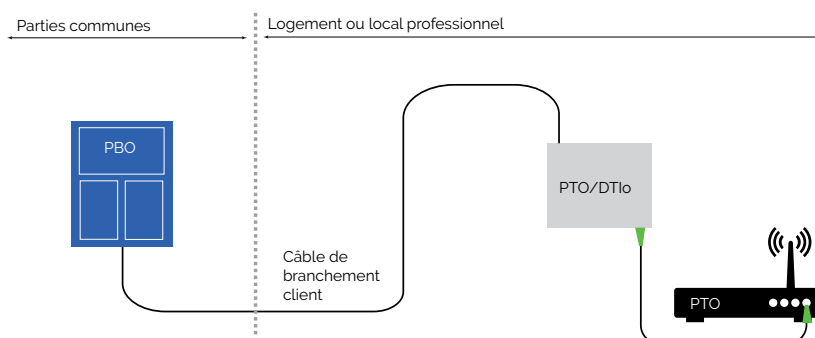 Parties communes
Logement ou local professionnel
PBO
PTO/DTIo
Câble de
branchement
client
PTO